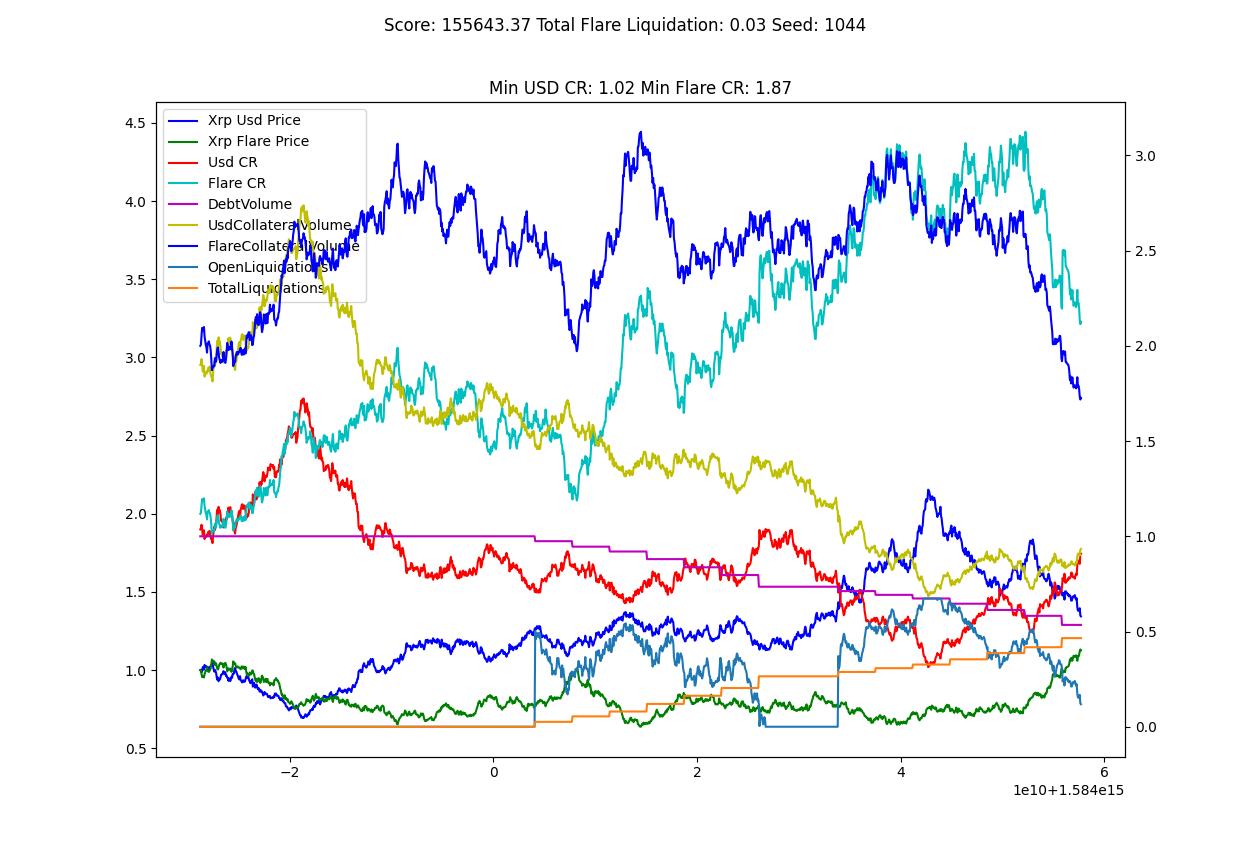 Score: 155643.37 Total Flare Liquidation: 0.03 Seed: 1044
Min USD CR: 1.02 Min Flare CR: 1.87
Xrp Usd Price
Xrp Flare Price
Usd CR
Flare CR
DebtVolume
UsdCollateralVolume
FlareCollateralVolume
OpenLiquidations
TotalLiquidations
4.5
4.0
3.5
3.0
2.5
2.0
1.5
1.0
0.5
3.0
2.5
2.0
1.5
1.0
0.5
0.0
−2
0
2
4
6
1e10+1.584e15